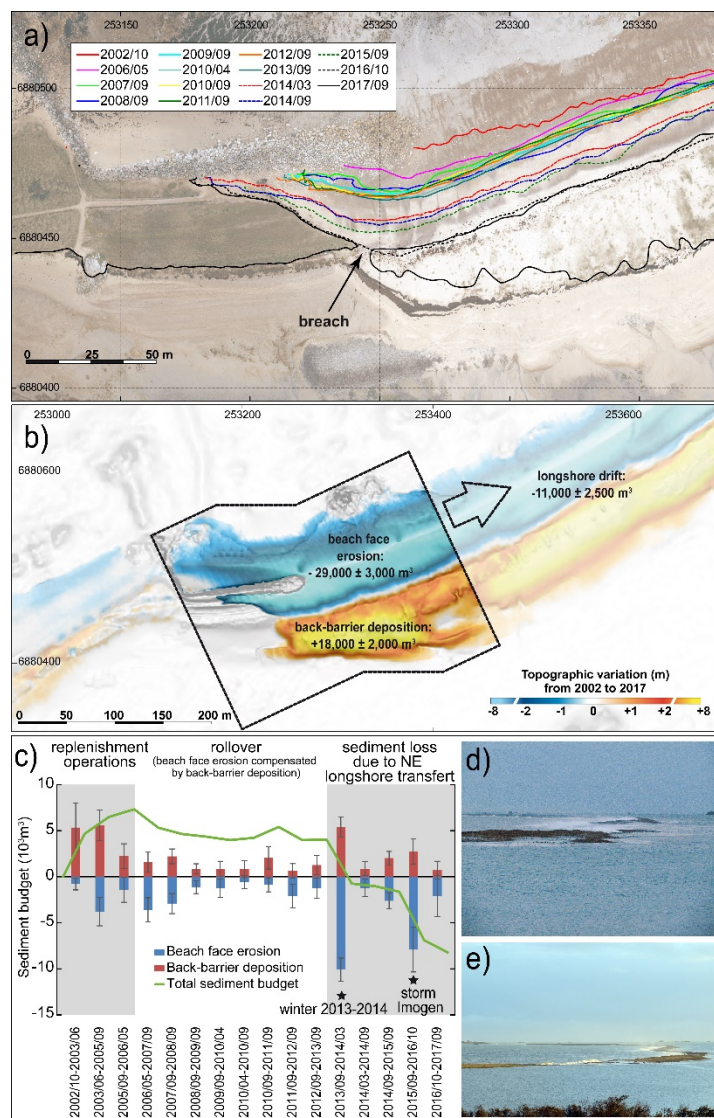 253150 253200 253250 253300 253350
a)
2002/10 2009/09 2012/09 2015/09
2006/05 2010/04 2013/09 2016/10
2007/09 2010/09 2014/03 2017/09
2008/09 2011/09 2014/09
6880500
6880450
6880400
breach
0 25 50 m
253000 253200 253400 253600
b)
6880600
6880400
longshore drift:
-11,000 ± 2,500 m³
beach face
erosion:
- 29,000 ± 3,000 m³
back-barrier deposition:
+18,000 ± 2,000 m³
Topographic variation (m)
from 2002 to 2017
-8 -2 -1 0 +1 +2 +8
0 50 100 150 200 m
c)
replenishment
operations
rollover
(beach face erosion compensated
by back-barrier deposition)
sediment loss
due to NE
longshore transfert
Sediment budget (10³m³)
10
5
0
-5
-10
-15
Beach face erosion
Back-barrier deposition
Total sediment budget
winter 2013-2014
storm
Imogen
2002/10-2003/06
2003/06-2005/09
2005/09-2006/05
2006/05-2007/09
2007/09-2008/09
2008/09-2009/09
2009/09-2010/04
2010/04-2010/09
2010/09-2011/09
2011/09-2012/09
2012/09-2013/09
2013/09-2014/03
2014/03-2014/09
2014/09-2015/09
2015/09-2016/10
2016/10-2017/09
d)
e)